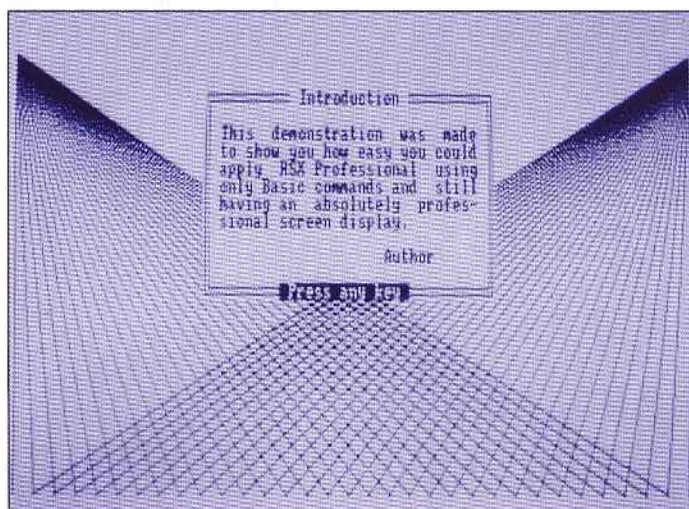 Introduction
This demonstration was made
to show you how easy you could
apply RSX Professional using
only Basic commands and still
having an absolutely profes-
sional screen display.
Author
Press any key